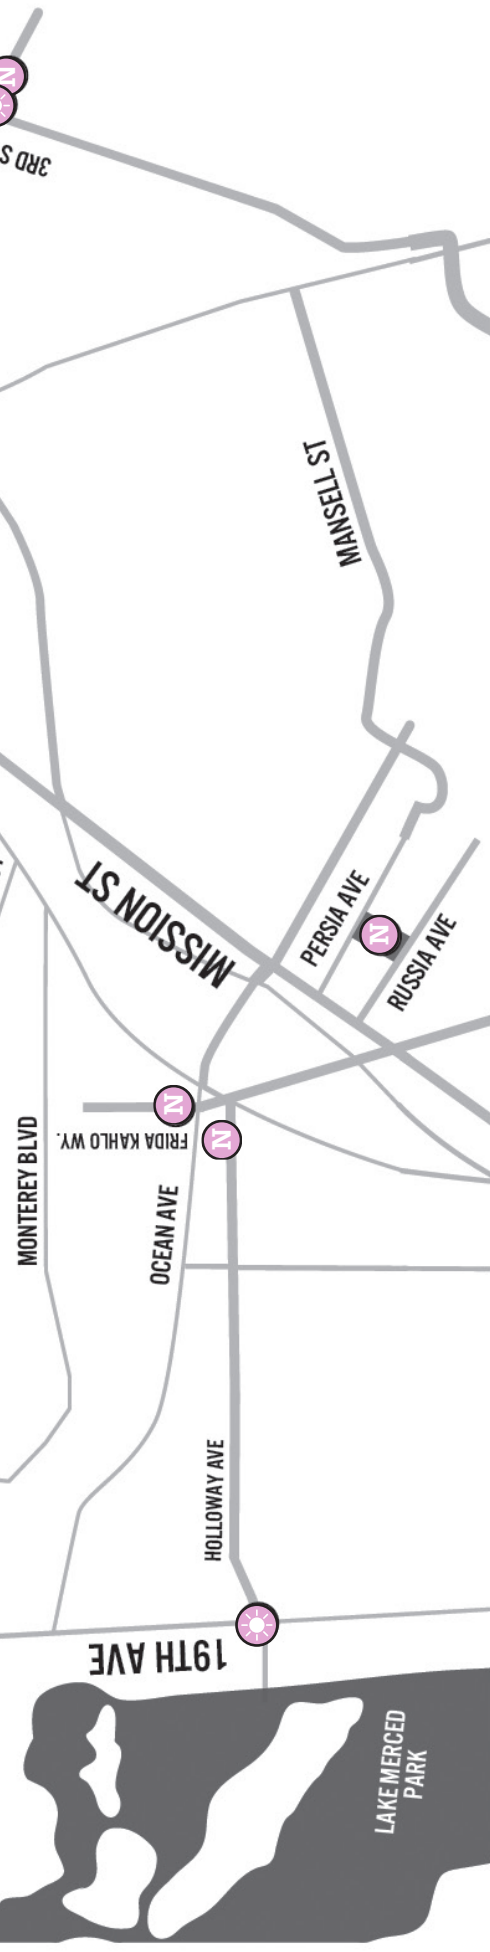 N
3RD S
MANSELL ST
MISSION ST
PERSIA AVE
N
RUSSIA AVE
N
FRIDA KAHLO WY.
N
MONTEREY BLVD
OCEAN AVE
HOLLOWAY AVE
19TH AVE
LAKE MERCED
PARK